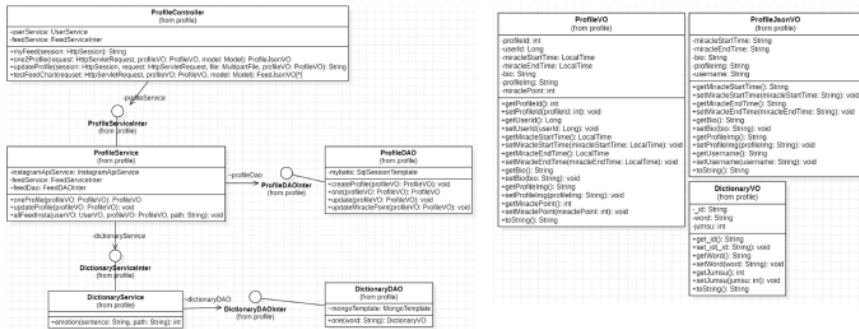 ProfileController
(from profile)
-userService: UserService
-feedService: FeedServiceInter
+myFeed(session: HttpSession): String
+one2Profile(request: HttpServletRequest, profileVO: ProfileVO, model: Model): ProfileJsonVO
+updateProfile(session: HttpSession, request: HttpServletRequest, file: MultipartFile, profileVO: ProfileVO): String
+testFeedChart(requset: HttpServletRequest, profileVO: ProfileVO, model: Model): FeedJsonVO[*]
-profileService
ProfileServiceInter
(from profile)
ProfileService
(from profile)
-instagramApiService: InstagramApiService
-feedService: FeedServiceInter
-feedDao: FeedDAOInter
+oneProfile(profileVO: ProfileVO): ProfileVO
+updateProfile(profileVO: ProfileVO): void
+allFeedInsta(userVO: UserVO, profileVO: ProfileVO, path: String): void
-profileDao
ProfileDAOInter
(from profile)
ProfileDAO
(from profile)
-mybatis: SqlSessionTemplate
+createProfile(profileVO: ProfileVO): void
+one(profileVO: ProfileVO): ProfileVO
+update(profileVO: ProfileVO): void
+updateMiraclePoint(profileVO: ProfileVO): void
-dictionaryService
DictionaryServiceInter
(from profile)
DictionaryService
(from profile)
+emotion(sentence: String, path: String): int
-dictionaryDAO
DictionaryDAOInter
(from profile)
DictionaryDAO
(from profile)
-mongoTemplate: MongoTemplate
+one(word: String): DictionaryVO
ProfileVO
(from profile)
-profileId: int
-userId: Long
-miracleStartTime: LocalTime
-miracleEndTime: LocalTime
-bio: String
-profileImg: String
-miraclePoint: int
+getProfileId(): int
+setProfileId(profileId: int): void
+getUserId(): Long
+setUserId(userId: Long): void
+getMiracleStartTime(): LocalTime
+setMiracleStartTime(miracleStartTime: LocalTime): void
+getMiracleEndTime(): LocalTime
+setMiracleEndTime(miracleEndTime: LocalTime): void
+getBio(): String
+setBio(bio: String): void
+getProfileImg(): String
+setProfileImg(profileImg: String): void
+getMiraclePoint(): int
+setMiraclePoint(miraclePoint: int): void
+toString(): String
ProfileJsonVO
(from profile)
-miracleStartTime: String
-miracleEndTime: String
-bio: String
-profileImg: String
-username: String
+getMiracleStartTime(): String
+setMiracleStartTime(miracleStartTime: String): void
+getMiracleEndTime(): String
+setMiracleEndTime(miracleEndTime: String): void
+getBio(): String
+setBio(bio: String): void
+getProfileImg(): String
+setProfileImg(profileImg: String): void
+getUsername(): String
+setUsername(username: String): void
+toString(): String
DictionaryVO
(from profile)
-_id: String
-word: String
-jumsu: int
+get_id(): String
+set_id(_id: String): void
+getWord(): String
+setWord(word: String): void
+getJumsu(): int
+setJumsu(jumsu: int): void
+toString(): String